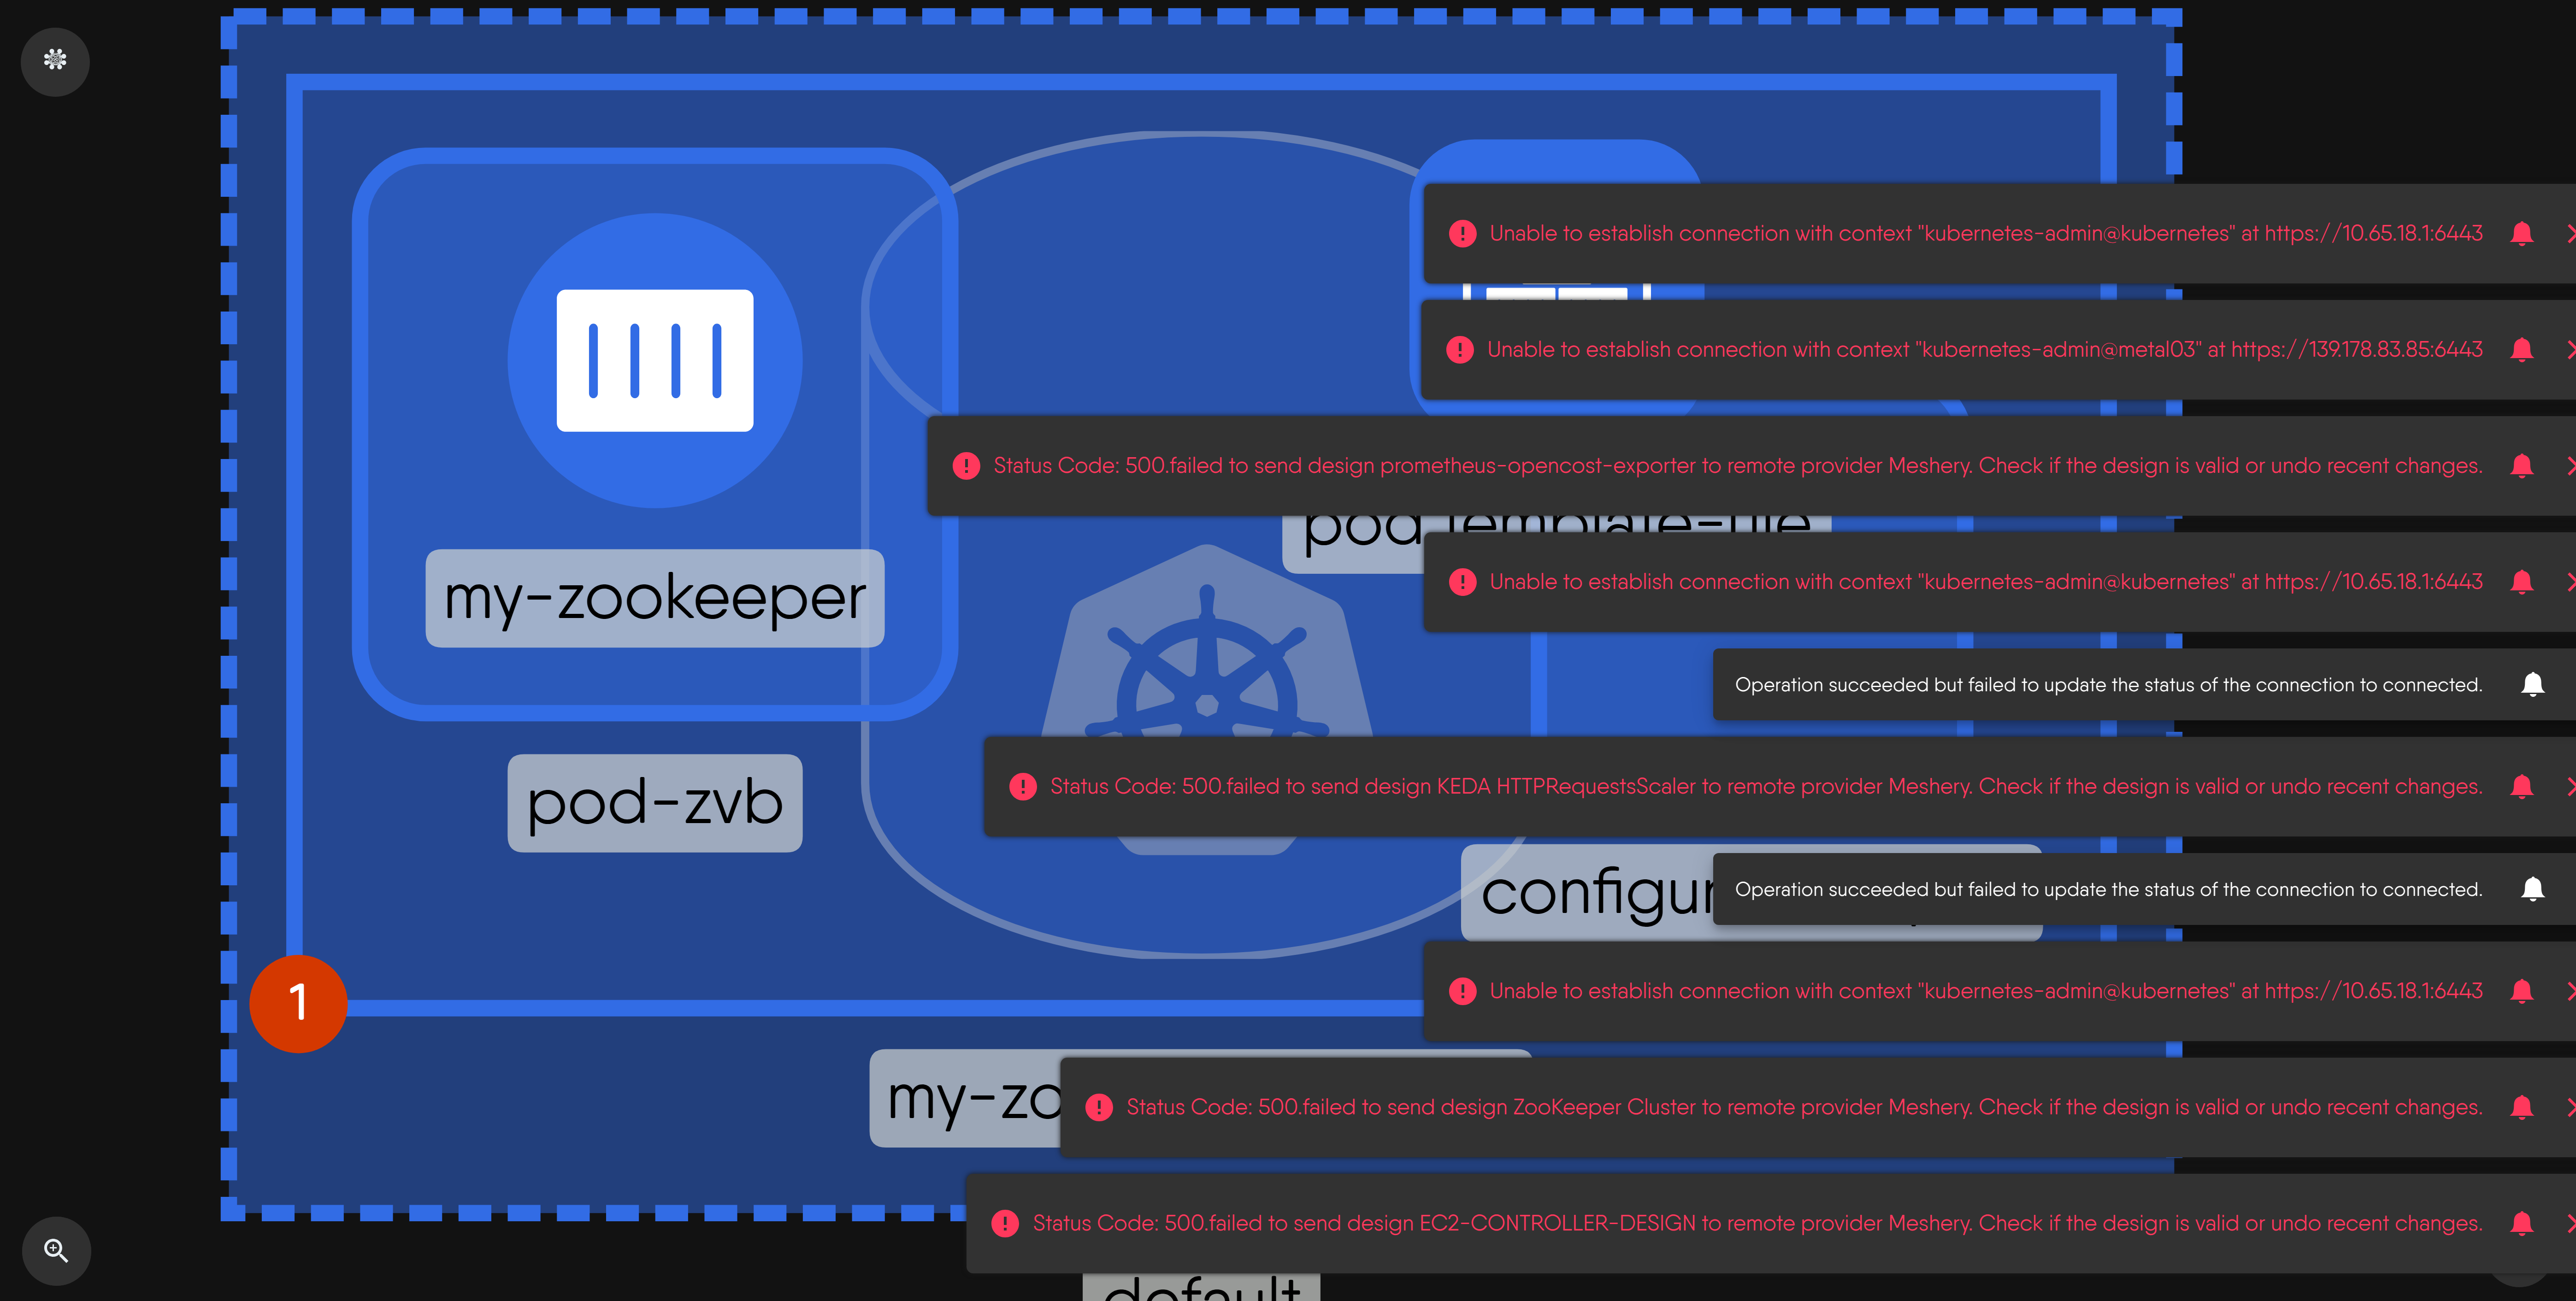 Unable to establish connection with context "kubernetes-admin@kubernetes" at https://10.65.18.1:6443
Unable to establish connection with context "kubernetes-admin@metal03" at https://139.178.83.85:6443
Status Code: 500.failed to send design prometheus-opencost-exporter to remote provider Meshery. Check if the design is valid or undo recent changes.
Unable to establish connection with context "kubernetes-admin@kubernetes" at https://10.65.18.1:6443
my-zookeeper
Operation succeeded but failed to update the status of the connection to connected.
Status Code: 500.failed to send design KEDA HTTPRequestsScaler to remote provider Meshery. Check if the design is valid or undo recent changes.
pod-zvb
Operation succeeded but failed to update the status of the connection to connected.
Unable to establish connection with context "kubernetes-admin@kubernetes" at https://10.65.18.1:6443
1
my-zo
Status Code: 500.failed to send design ZooKeeper Cluster to remote provider Meshery. Check if the design is valid or undo recent changes.
Status Code: 500.failed to send design EC2-CONTROLLER-DESIGN to remote provider Meshery. Check if the design is valid or undo recent changes.
default